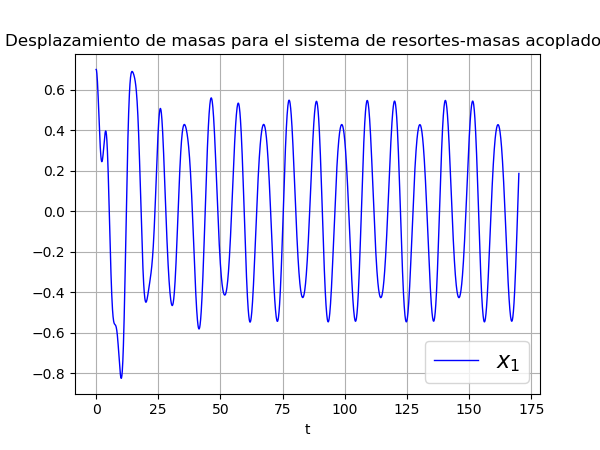 Desplazamiento de masas para el sistema de resortes-masas acoplado
0.6
0.4
0.2
0.0
−0.2
−0.4
−0.6
−0.8
x₁
0 25 50 75 100 125 150 175
t